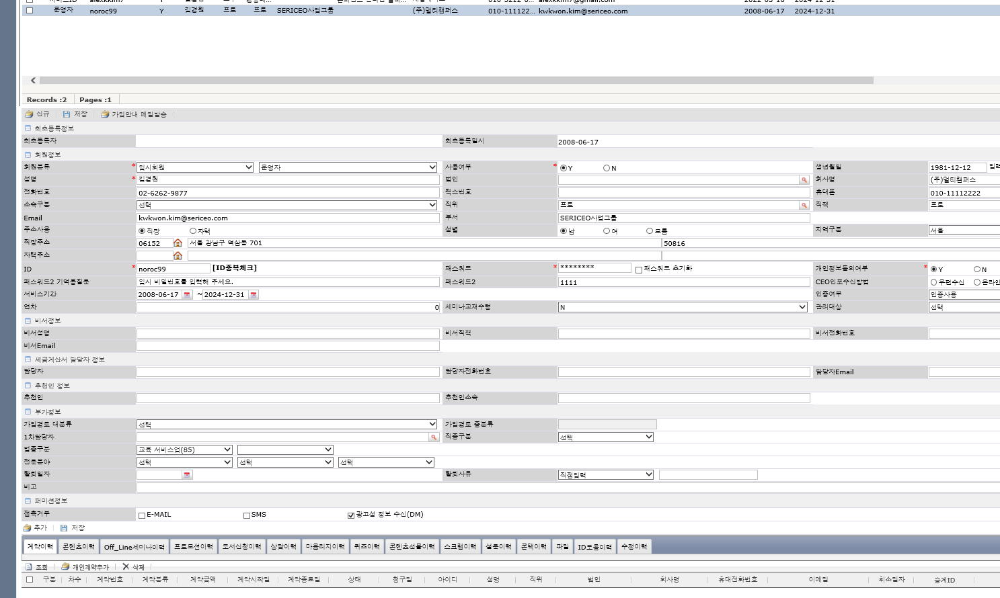 서비스ID alexkkim7 Y
운영자 noroc99 Y 김경원 프로 프로 SERICEO사업그룹 (주)멀티캠퍼스 010-111122... kwkwon.kim@sericeo.com 2008-06-17 2024-12-31
Records :2 Pages :1
신규 저장 가입안내 메일발송
최초등록정보
최초등록자 최초등록일시 2008-06-17
회원정보
회원분류 * 임시회원 운영자 사용여부 * Y N 생년월일 1981-12-12
성명 * 김경원 법인 회사명 (주)멀티캠퍼스
전화번호 02-6262-9877 팩스번호 휴대폰 010-11112222
소속구분 선택 직위 프로 직책 프로
Email kwkwon.kim@sericeo.com 부서 SERICEO사업그룹
주소사용 직장 자택 성별 남 여 모름 지역구분 서울
직장주소 06152 서울 강남구 역삼동 701 50816
자택주소
ID * noroc99 [ID중복체크] 패스워드 * ******** 패스워드 초기화 개인정보동의여부 * Y N
패스워드2 기억용질문 임시 비밀번호를 입력해 주세요. 패스워드2 1111 CEO인포수신방법 우편수신 온라인
서비스기간 2008-06-17 ~ 2024-12-31 인증여부 인증사용
연차 0 세미나교재수령 N 관리대상 선택
비서정보
비서성명 비서직책 비서전화번호
비서Email
세금계산서 담당자 정보
담당자 담당자전화번호 담당자Email
추천인 정보
추천인 추천인소속
부가정보
가입경로 대분류 선택 가입경로 중분류
1차담당자 직종구분 선택
업종구분 교육 서비스업(85)
전문분야 선택 선택 선택
탈퇴일자 탈퇴사유 직접입력
비고
퍼미션정보
접촉거부 E-MAIL SMS 광고성 정보 수신(DM)
추가 저장
계약이력 콘텐츠이력 Off_Line세미나이력 프로모션이력 도서신청이력 상담이력 마음리지이력 퀴즈이력 콘텐츠선물이력 스크랩이력 설문이력 콘택이력 파일 ID도용이력 수정이력
조회 개인계약추가 삭제
구분 차수 계약번호 계약분류 계약금액 계약시작일 계약종료일 상태 청구일 아이디 성명 직위 법인 회사명 휴대전화번호 이메일 취소일자 승계ID